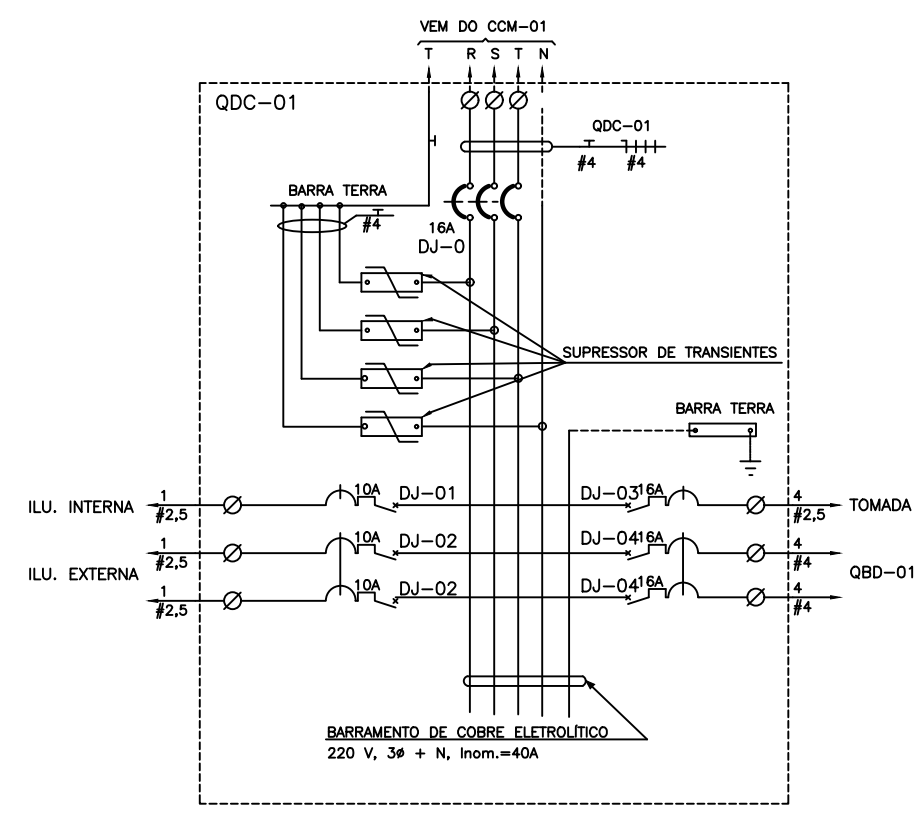 VEM DO CCM-01
T R S T N
QDC-01
QDC-01
#4 #4
BARRA TERRA
#4
16A
DJ-0
SUPRESSOR DE TRANSIENTES
BARRA TERRA
ILU. INTERNA
1
#2,5
10A
DJ-01
DJ-03
16A
4
#2,5
TOMADA
1
#2,5
10A
DJ-02
DJ-04
16A
4
#4
ILU. EXTERNA
QBD-01
1
#2,5
10A
DJ-02
DJ-04
16A
4
#4
BARRAMENTO DE COBRE ELETROLÍTICO
220 V, 3ø + N, Inom.=40A